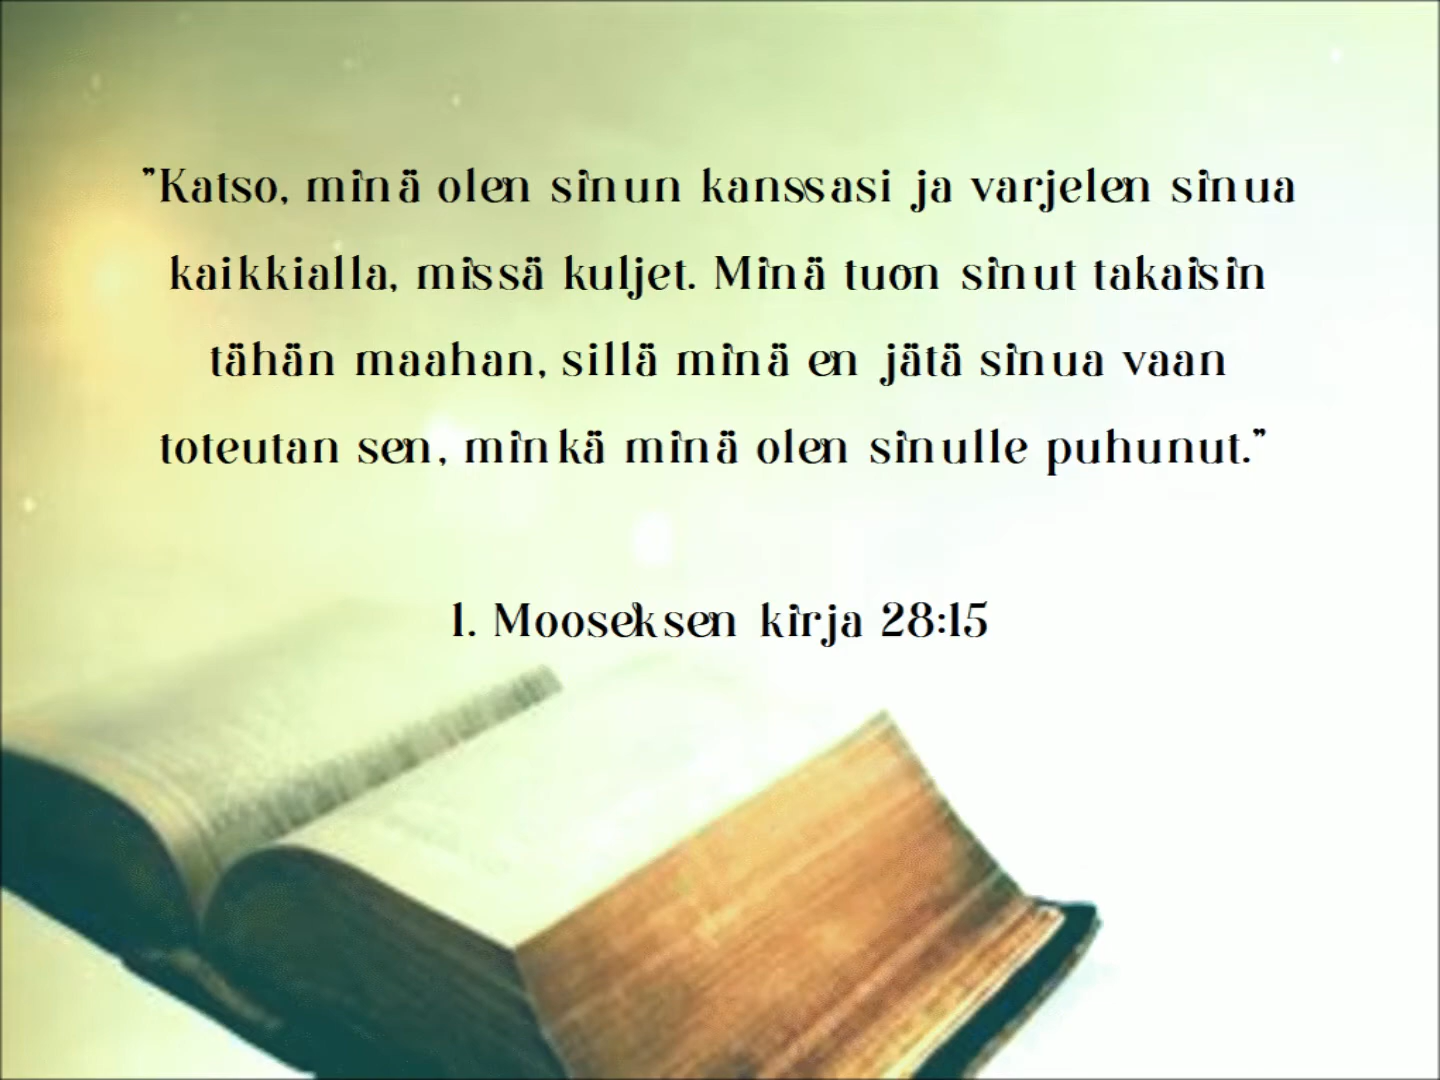 ”Katso, minä olen sinun kanssasi ja varjelen sinua
kaikkialla, missä kuljet. Minä tuon sinut takaisin
tähän maahan, sillä minä en jätä sinua vaan
toteutan sen, minkä minä olen sinulle puhunut.”
1. Mooseksen kirja 28:15